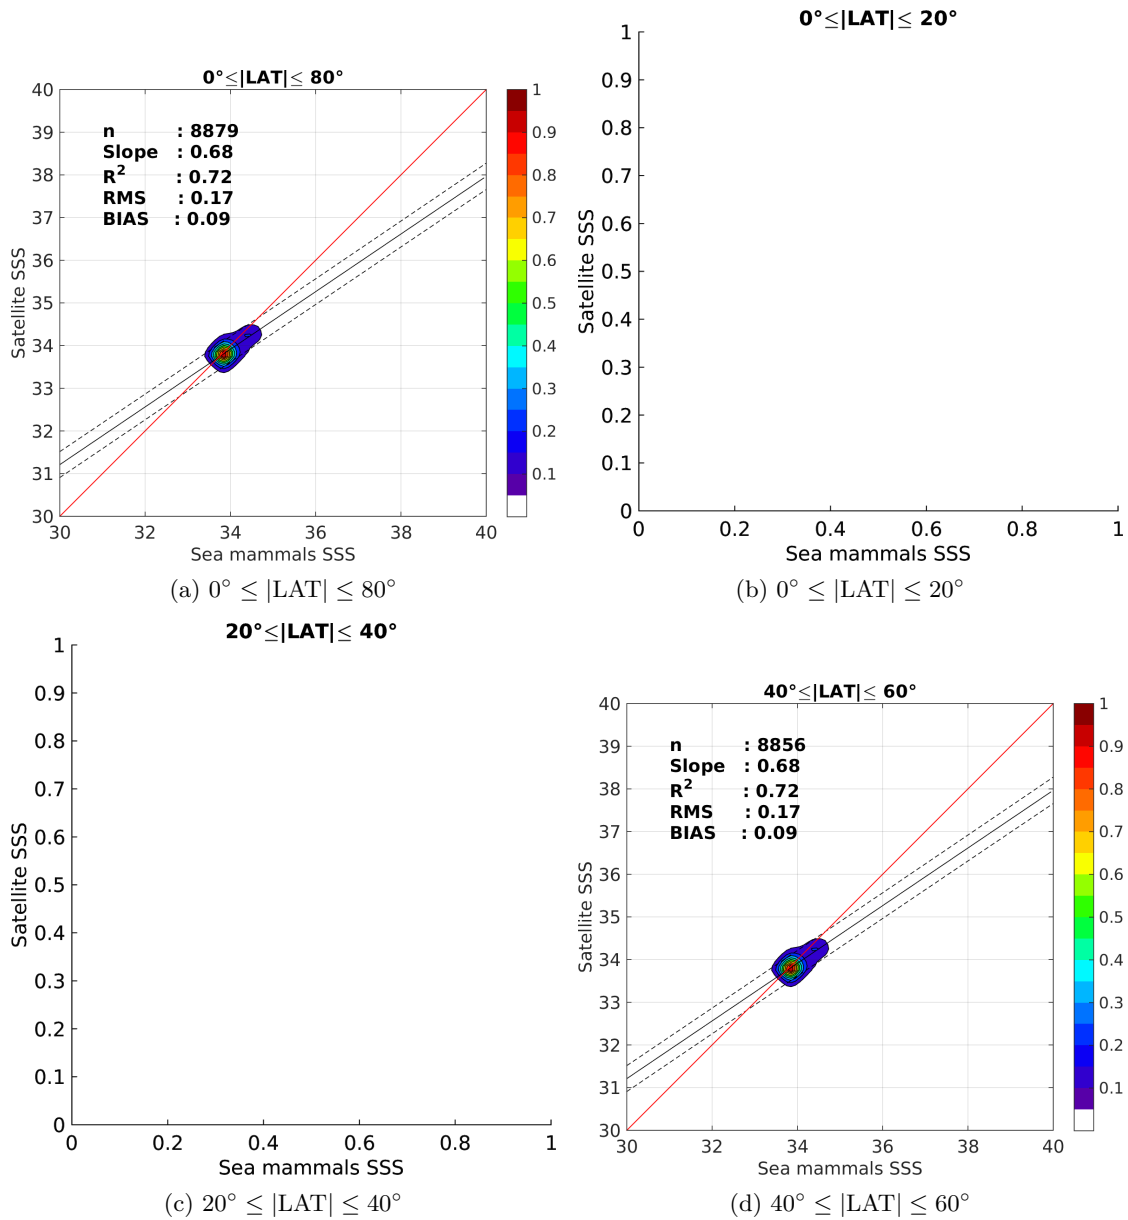 0°≤|LAT|≤ 80°
40
39
38
37
36
35
34
33
32
31
30
n : 8879
Slope : 0.68
R² : 0.72
RMS : 0.17
BIAS : 0.09
Satellite SSS
30 32 34 36 38 40
Sea mammals SSS
1
0.9
0.8
0.7
0.6
0.5
0.4
0.3
0.2
0.1
(a) 0° ≤ |LAT| ≤ 80°
0°≤|LAT|≤ 20°
1
0.9
0.8
0.7
0.6
0.5
0.4
0.3
0.2
0.1
0
Satellite SSS
0 0.2 0.4 0.6 0.8 1
Sea mammals SSS
(b) 0° ≤ |LAT| ≤ 20°
20°≤|LAT|≤ 40°
1
0.9
0.8
0.7
0.6
0.5
0.4
0.3
0.2
0.1
0
Satellite SSS
0 0.2 0.4 0.6 0.8 1
Sea mammals SSS
(c) 20° ≤ |LAT| ≤ 40°
40°≤|LAT|≤ 60°
40
39
38
37
36
35
34
33
32
31
30
n : 8856
Slope : 0.68
R² : 0.72
RMS : 0.17
BIAS : 0.09
Satellite SSS
30 32 34 36 38 40
Sea mammals SSS
1
0.9
0.8
0.7
0.6
0.5
0.4
0.3
0.2
0.1
(d) 40° ≤ |LAT| ≤ 60°